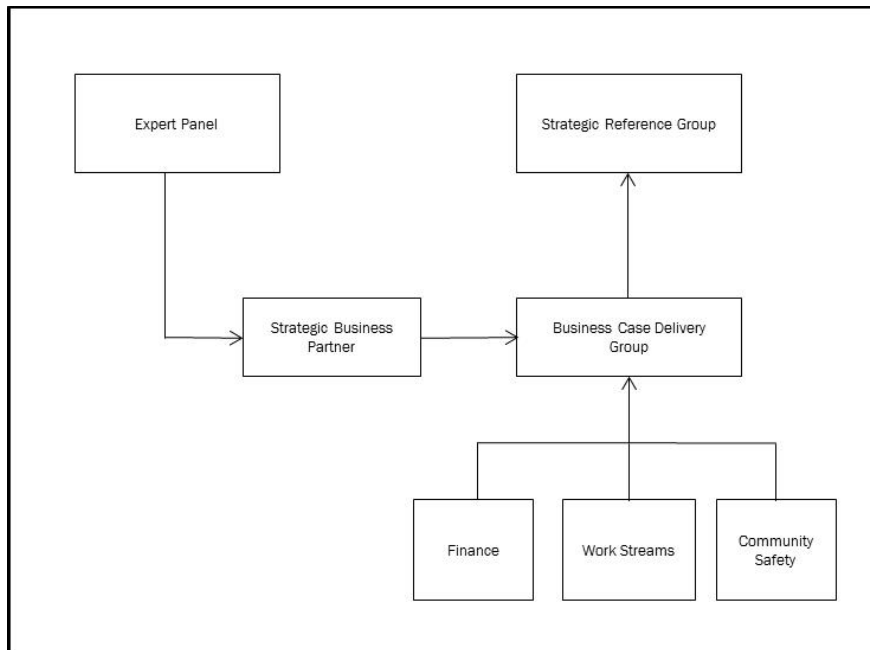 Expert Panel
Strategic Reference Group
Strategic Business
Partner
Business Case Delivery
Group
Finance
Work Streams
Community
Safety